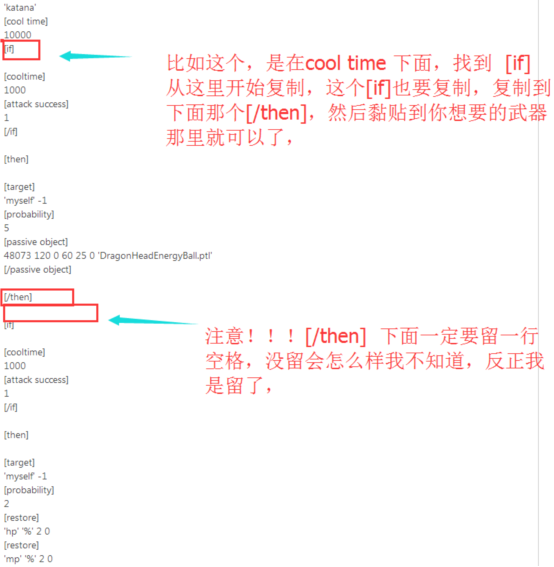 'katana'
[cool time]
10000
[if]
比如这个，是在cool time 下面，找到 [if]
从这里开始复制，这个[if]也要复制，复制到
下面那个[/then]，然后黏贴到你想要的武器
那里就可以了，
[cooltime]
1000
[attack success]
1
[/if]
[then]
[target]
'myself' -1
[probability]
5
[passive object]
48073 120 0 60 25 0 'DragonHeadEnergyBall.ptl'
[/passive object]
[/then]
[if]
注意！！！[/then] 下面一定要留一行
空格，没留会怎么样我不知道，反正我
是留了，
[cooltime]
1000
[attack success]
1
[/if]
[then]
[target]
'myself' -1
[probability]
2
[restore]
'hp' '%' 2 0
[restore]
'mp' '%' 2 0